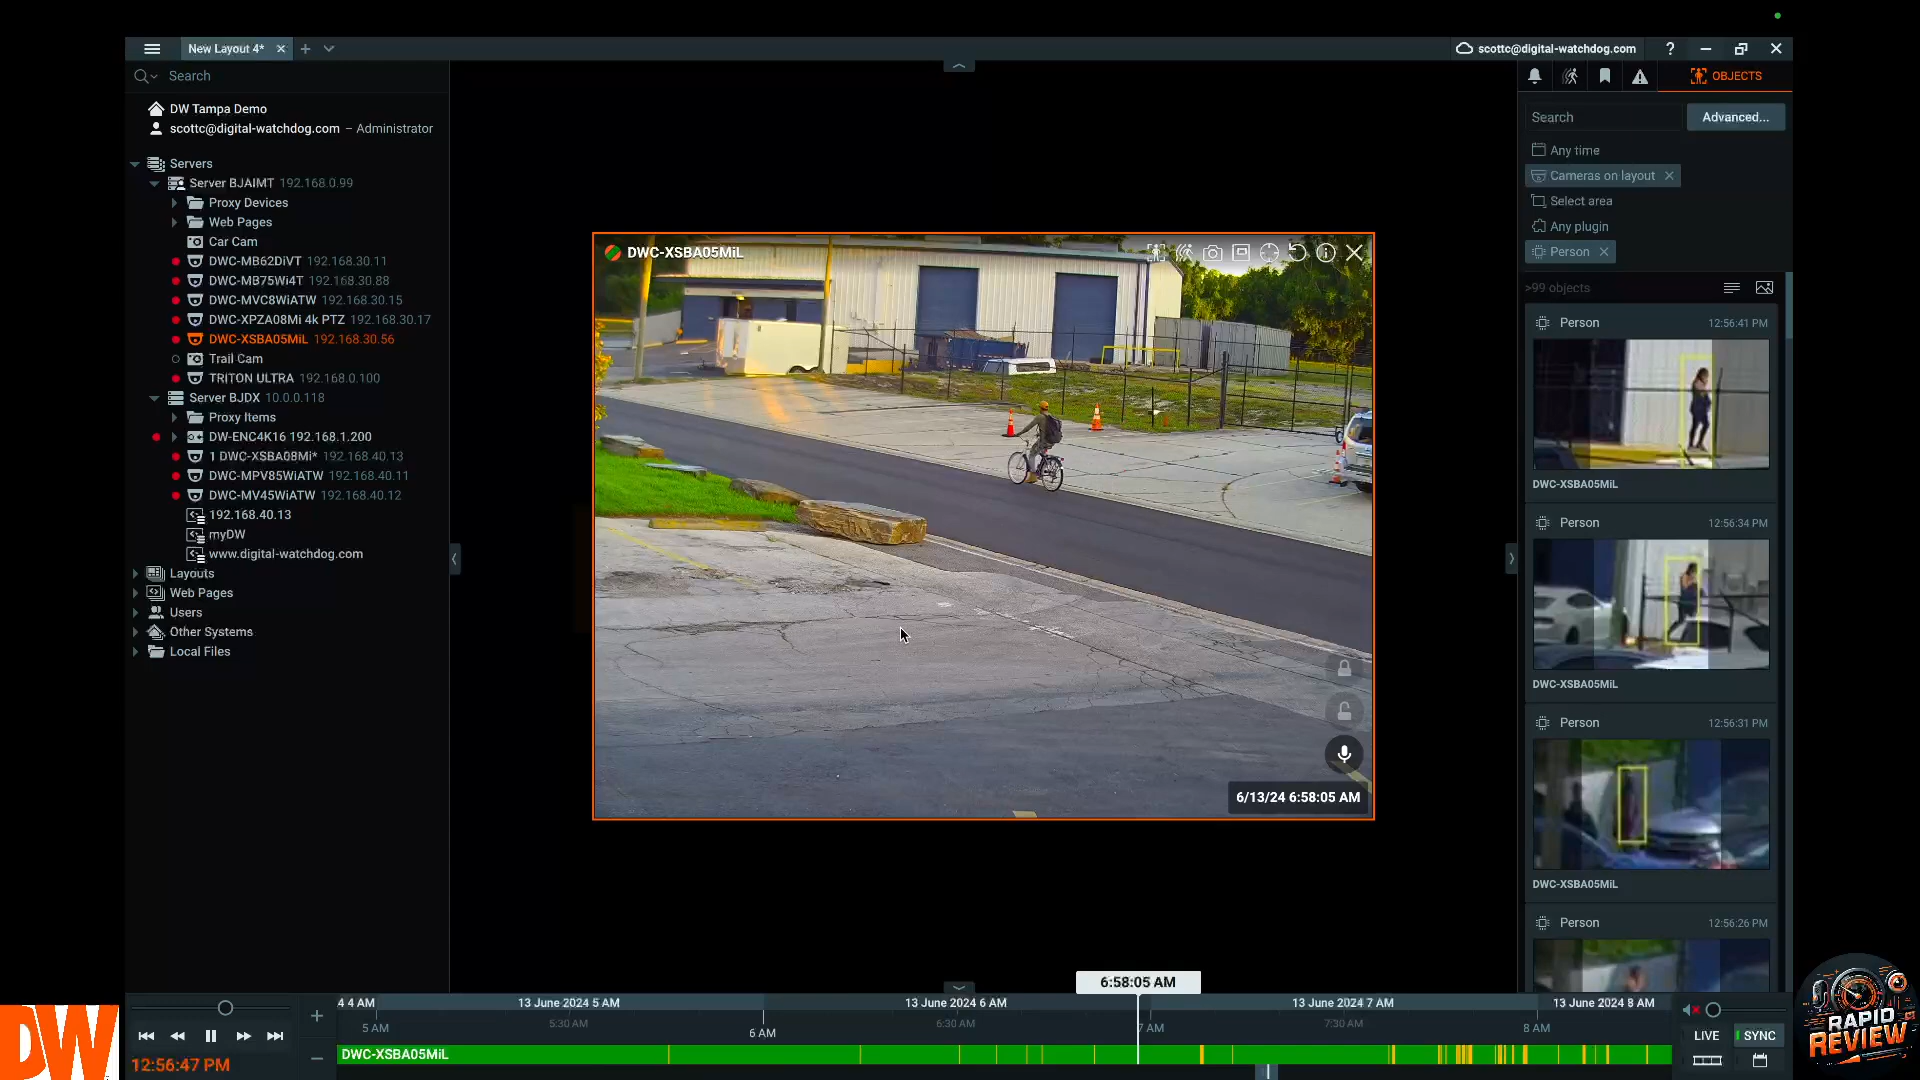 New Layout 4*
scottc@digital-watchdog.com
?
Search
DW Tampa Demo
scottc@digital-watchdog.com – Administrator
Servers
Server BJAIMT 192.168.0.99
Proxy Devices
Web Pages
Car Cam
DWC-MB62DiVT 192.168.30.11
DWC-MB75Wi4T 192.168.30.88
DWC-MVC8WiATW 192.168.30.15
DWC-XPZA08Mi 4k PTZ 192.168.30.17
DWC-XSBA05MiL 192.168.30.56
Trail Cam
TRITON ULTRA 192.168.0.100
Server BJDX 10.0.0.118
Proxy Items
DW-ENC4K16 192.168.1.200
1 DWC-XSBA08Mi* 192.168.40.13
DWC-MPV85WiATW 192.168.40.11
DWC-MV45WiATW 192.168.40.12
192.168.40.13
myDW
www.digital-watchdog.com
Layouts
Web Pages
Users
Other Systems
Local Files
DWC-XSBA05MiL
6/13/24 6:58:05 AM
OBJECTS
Search
Advanced...
Any time
Cameras on layout
Select area
Any plugin
Person
>99 objects
Person 12:56:41 PM
DWC-XSBA05MiL
Person 12:56:34 PM
DWC-XSBA05MiL
Person 12:56:31 PM
DWC-XSBA05MiL
Person 12:56:26 PM
6:58:05 AM
4 4 AM 13 June 2024 5 AM 13 June 2024 6 AM 13 June 2024 7 AM 13 June 2024 8 AM
5 AM 5:30 AM 6 AM 6:30 AM 7 AM 7:30 AM 8 AM
DWC-XSBA05MiL
12:56:47 PM
LIVE SYNC
DW
RAPID
REVIEW